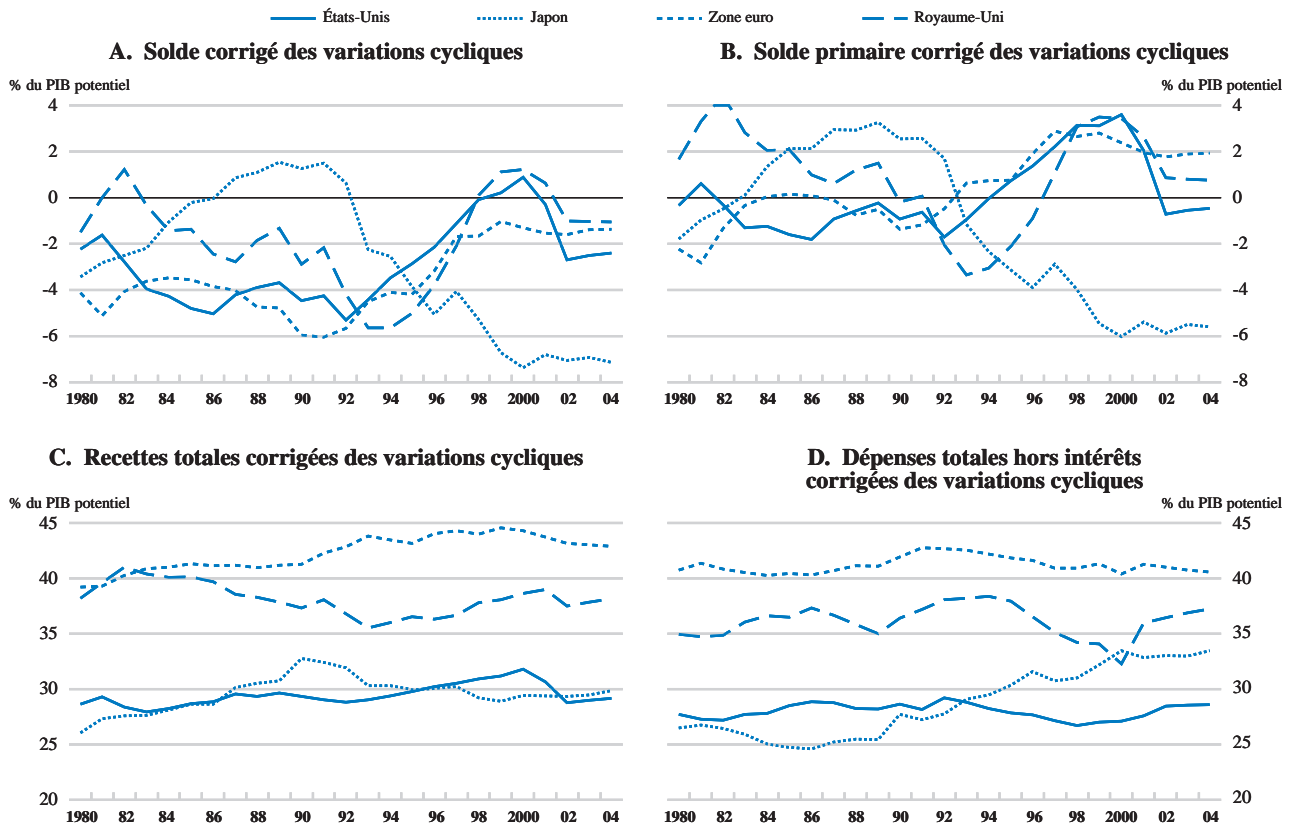 États-Unis Japon Zone euro Royaume-Uni
A. Solde corrigé des variations cycliques
% du PIB potentiel
4
2
0
-2
-4
-6
-8
1980 82 84 86 88 90 92 94 96 98 2000 02 04
B. Solde primaire corrigé des variations cycliques
% du PIB potentiel
4
2
0
-2
-4
-6
-8
1980 82 84 86 88 90 92 94 96 98 2000 02 04
C. Recettes totales corrigées des variations cycliques
% du PIB potentiel
45
40
35
30
25
20
1980 82 84 86 88 90 92 94 96 98 2000 02 04
D. Dépenses totales hors intérêts
corrigées des variations cycliques
% du PIB potentiel
45
40
35
30
25
20
1980 82 84 86 88 90 92 94 96 98 2000 02 04